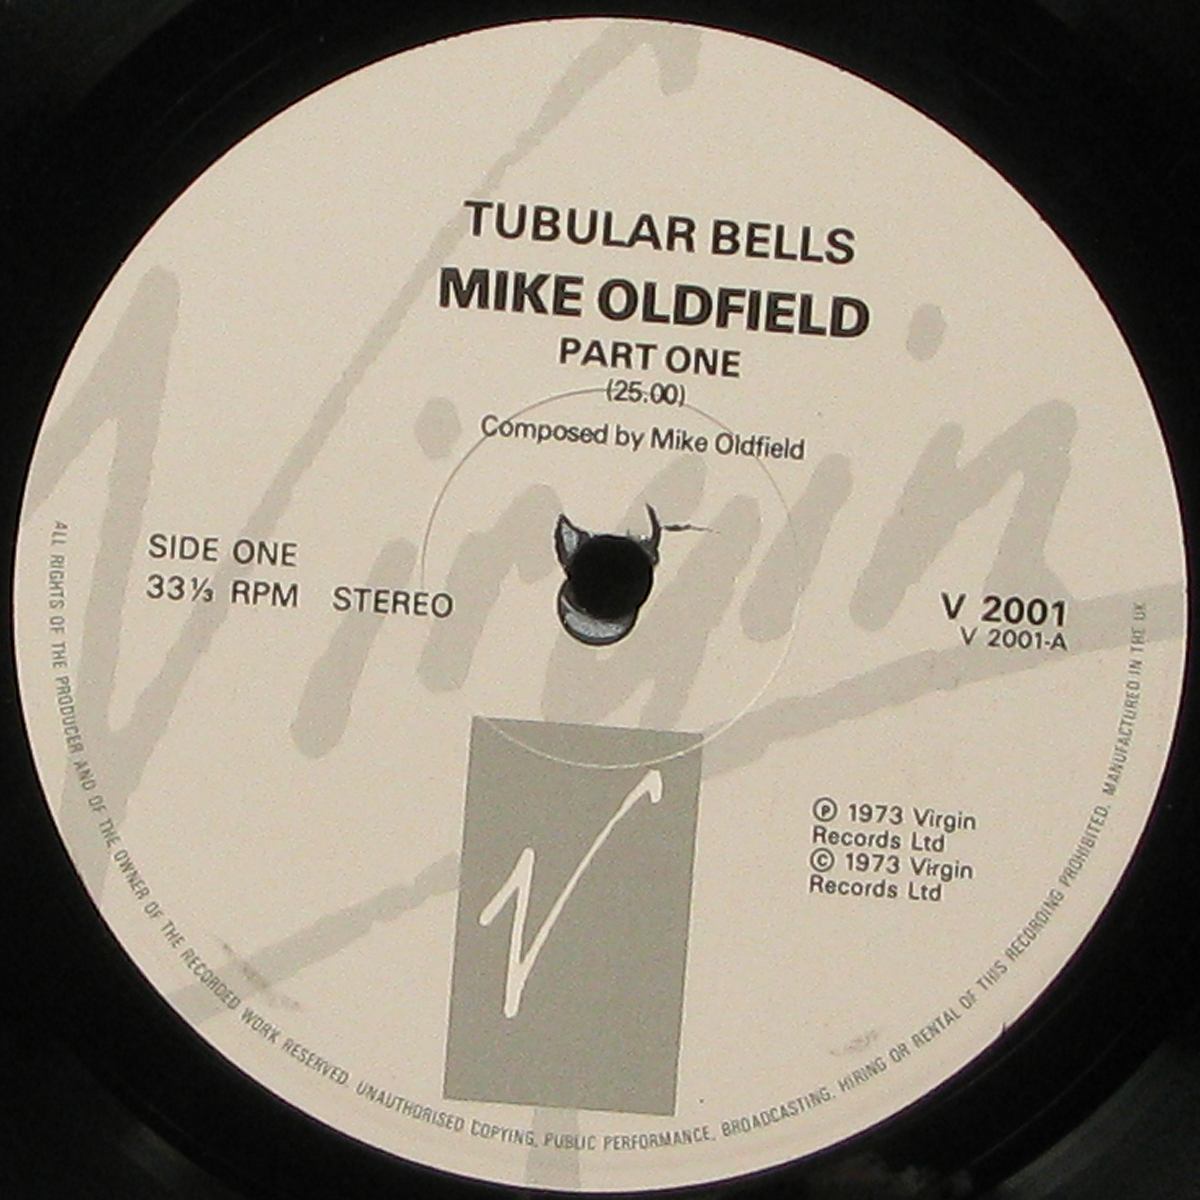 TUBULAR BELLS
MIKE OLDFIELD
PART ONE
(25.00)
Composed by Mike Oldfield
Virgin
SIDE ONE
33⅓ RPM STEREO
V 2001
V 2001-A
V
℗ 1973 Virgin
Records Ltd
© 1973 Virgin
Records Ltd
ALL RIGHTS OF THE PRODUCER AND OF THE OWNER OF THE RECORDED WORK RESERVED. UNAUTHORISED COPYING, PUBLIC PERFORMANCE, BROADCASTING, HIRING OR RENTAL OF THIS RECORDING PROHIBITED. MANUFACTURED IN THE UK